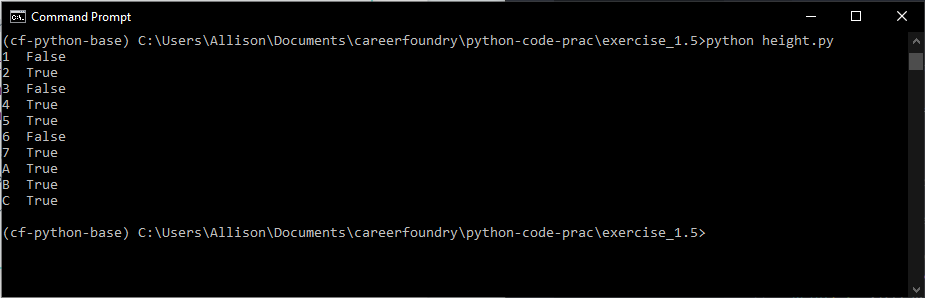 Command Prompt
(cf-python-base) C:\Users\Allison\Documents\careerfoundry\python-code-prac\exercise_1.5>python height.py
1  False
2  True
3  False
4  True
5  True
6  False
7  True
A  True
B  True
C  True
(cf-python-base) C:\Users\Allison\Documents\careerfoundry\python-code-prac\exercise_1.5>